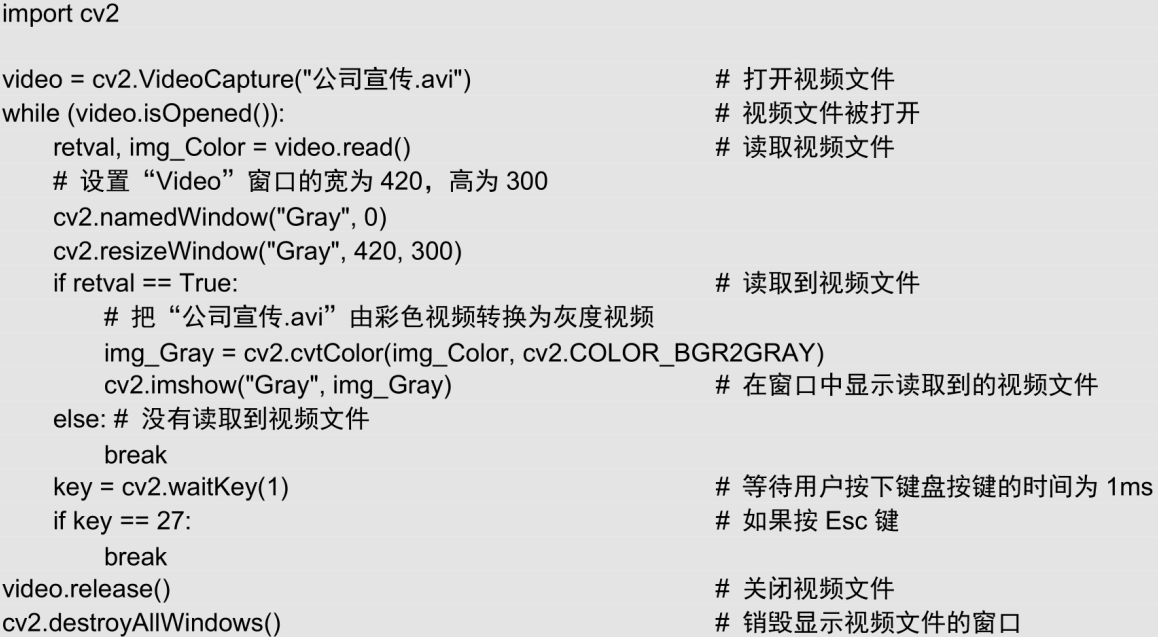 import cv2
video = cv2.VideoCapture("公司宣传.avi") # 打开视频文件
while (video.isOpened()): # 视频文件被打开
retval, img_Color = video.read() # 读取视频文件
# 设置“Video”窗口的宽为 420，高为 300
cv2.namedWindow("Gray", 0)
cv2.resizeWindow("Gray", 420, 300)
if retval == True: # 读取到视频文件
# 把“公司宣传.avi”由彩色视频转换为灰度视频
img_Gray = cv2.cvtColor(img_Color, cv2.COLOR_BGR2GRAY)
cv2.imshow("Gray", img_Gray) # 在窗口中显示读取到的视频文件
else: # 没有读取到视频文件
break
key = cv2.waitKey(1) # 等待用户按下键盘按键的时间为 1ms
if key == 27: # 如果按 Esc 键
break
video.release() # 关闭视频文件
cv2.destroyAllWindows() # 销毁显示视频文件的窗口